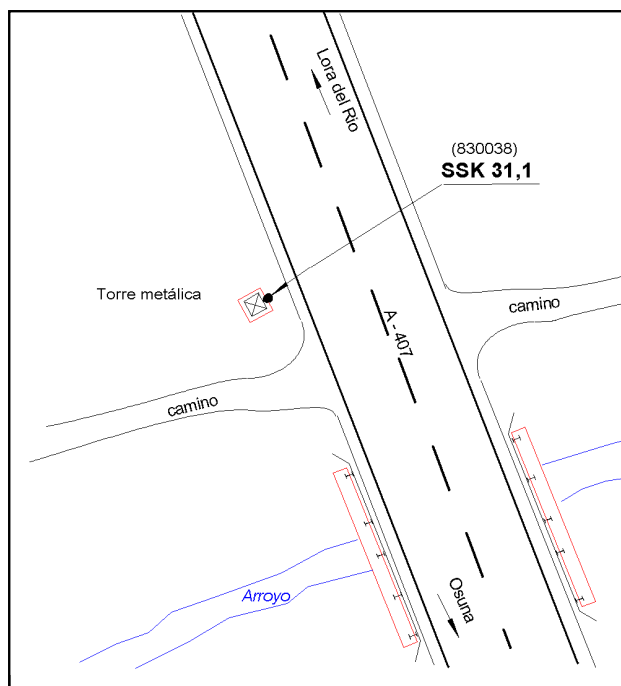 Lora del Rio
(830038)
SSK 31,1
Torre metálica
camino
A - 407
camino
Arroyo
Osuna